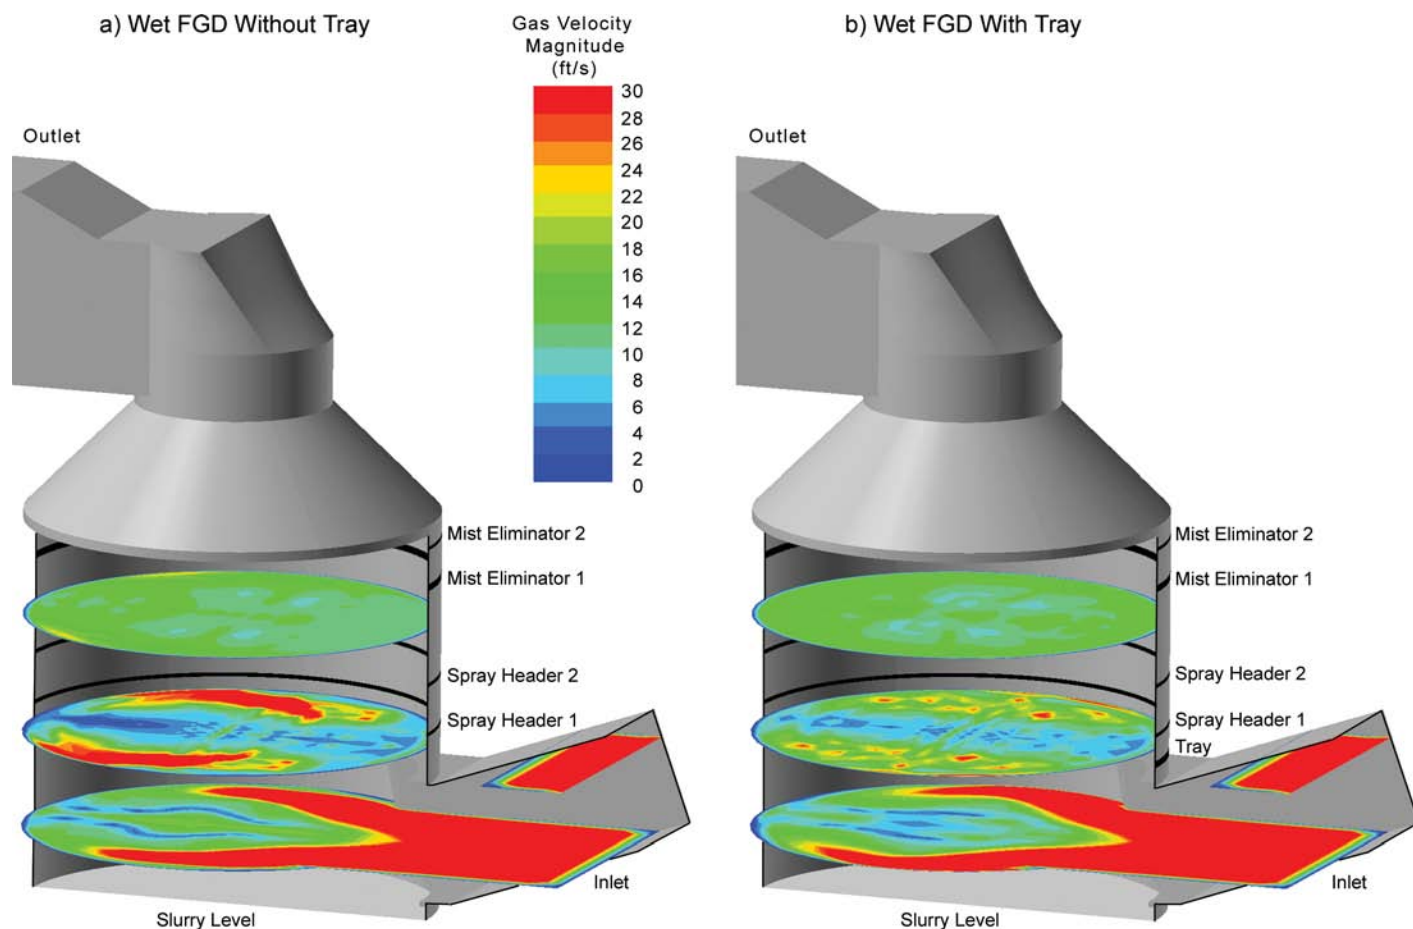 a) Wet FGD Without Tray
Gas Velocity
Magnitude
(ft/s)
b) Wet FGD With Tray
30
28
26
24
22
20
18
16
14
12
10
8
6
4
2
0
Outlet
Mist Eliminator 2
Mist Eliminator 1
Spray Header 2
Spray Header 1
Inlet
Slurry Level
Outlet
Mist Eliminator 2
Mist Eliminator 1
Spray Header 2
Spray Header 1
Tray
Inlet
Slurry Level